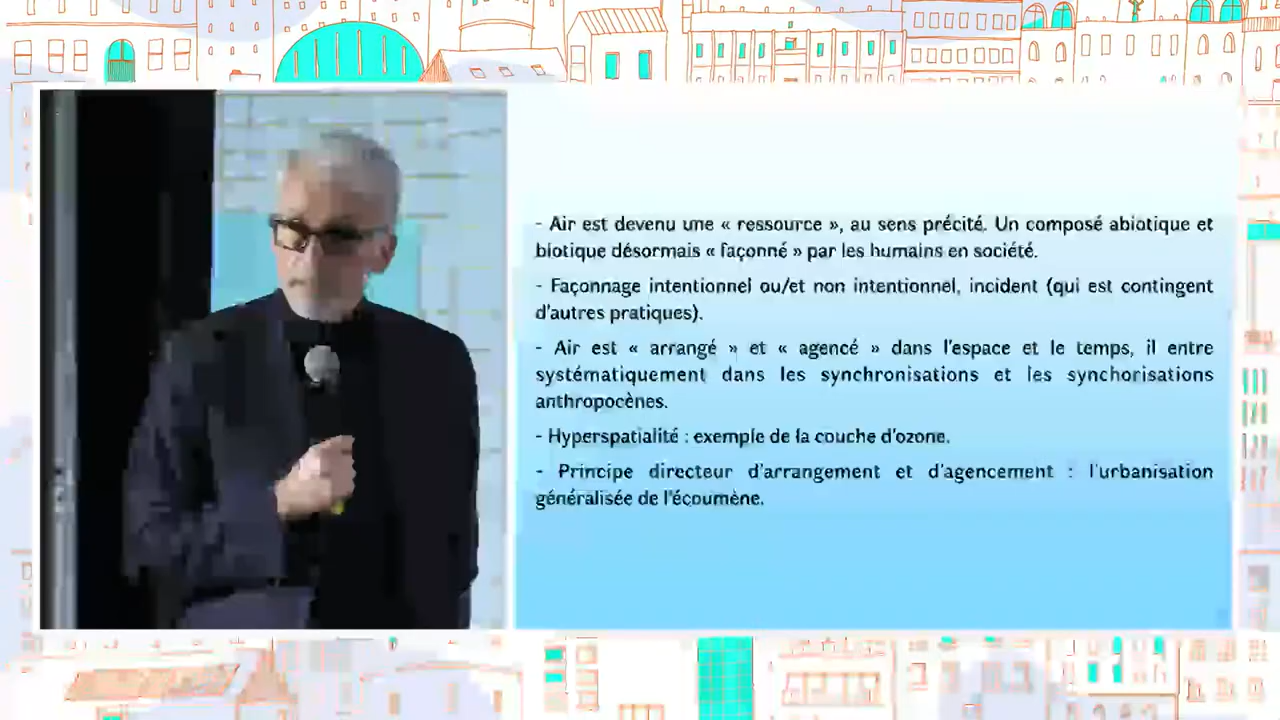 - Air est devenu une « ressource », au sens précité. Un composé abiotique et
biotique désormais « façonné » par les humains en société.
- Façonnage intentionnel ou/et non intentionnel, incident (qui est contingent
d'autres pratiques).
- Air est « arrangé » et « agencé » dans l'espace et le temps, il entre
systématiquement dans les synchronisations et les synchorisations
anthropocènes.
- Hyperspatialité : exemple de la couche d'ozone.
- Principe directeur d'arrangement et d'agencement : l'urbanisation
généralisée de l'écoumène.